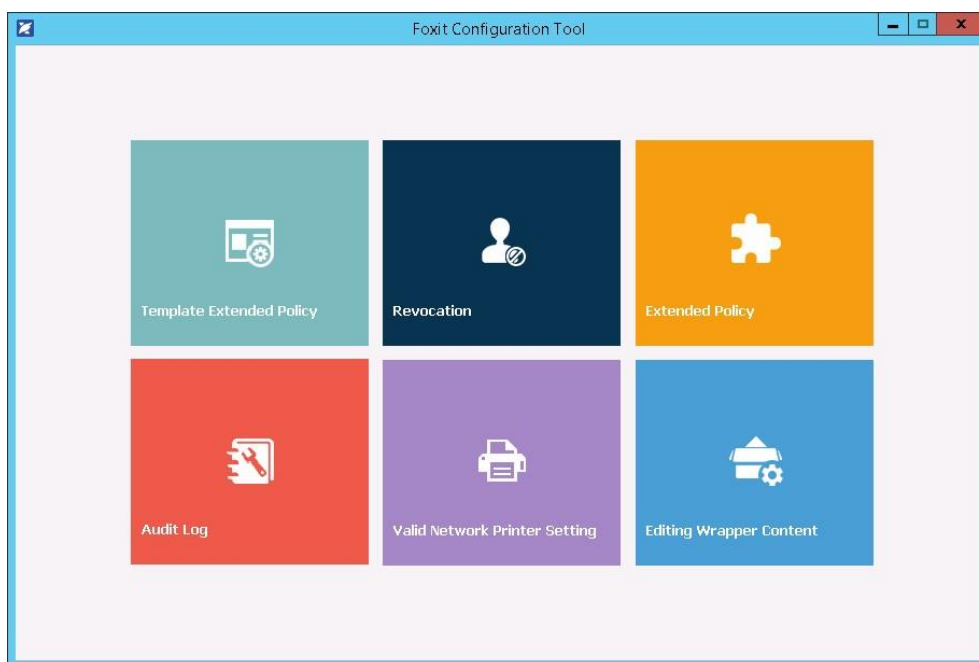 Foxit Configuration Tool
Template Extended Policy
Revocation
Extended Policy
Audit Log
Valid Network Printer Setting
Editing Wrapper Content